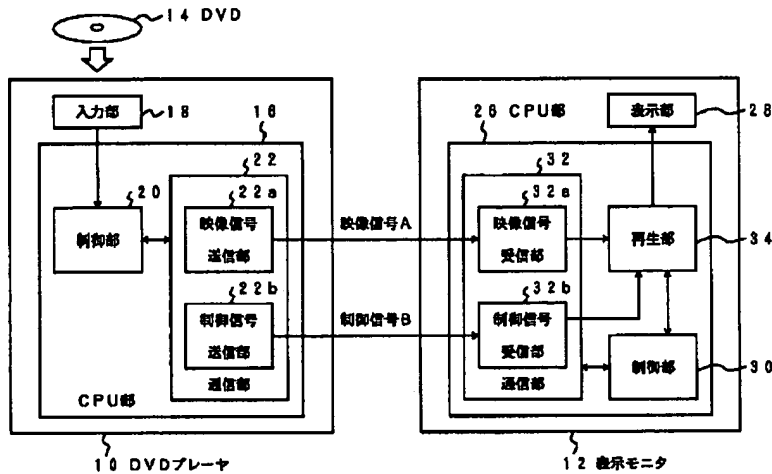 14 DVD
入力部
18
16
22
20
22a
制御部
映像信号
送信部
22b
制御信号
送信部
通信部
CPU部
10 DVDプレーヤ
映像信号A
制御信号B
26 CPU部
表示部
28
32
32a
映像信号
受信部
再生部
34
32b
制御信号
受信部
通信部
制御部
30
12 表示モニタ